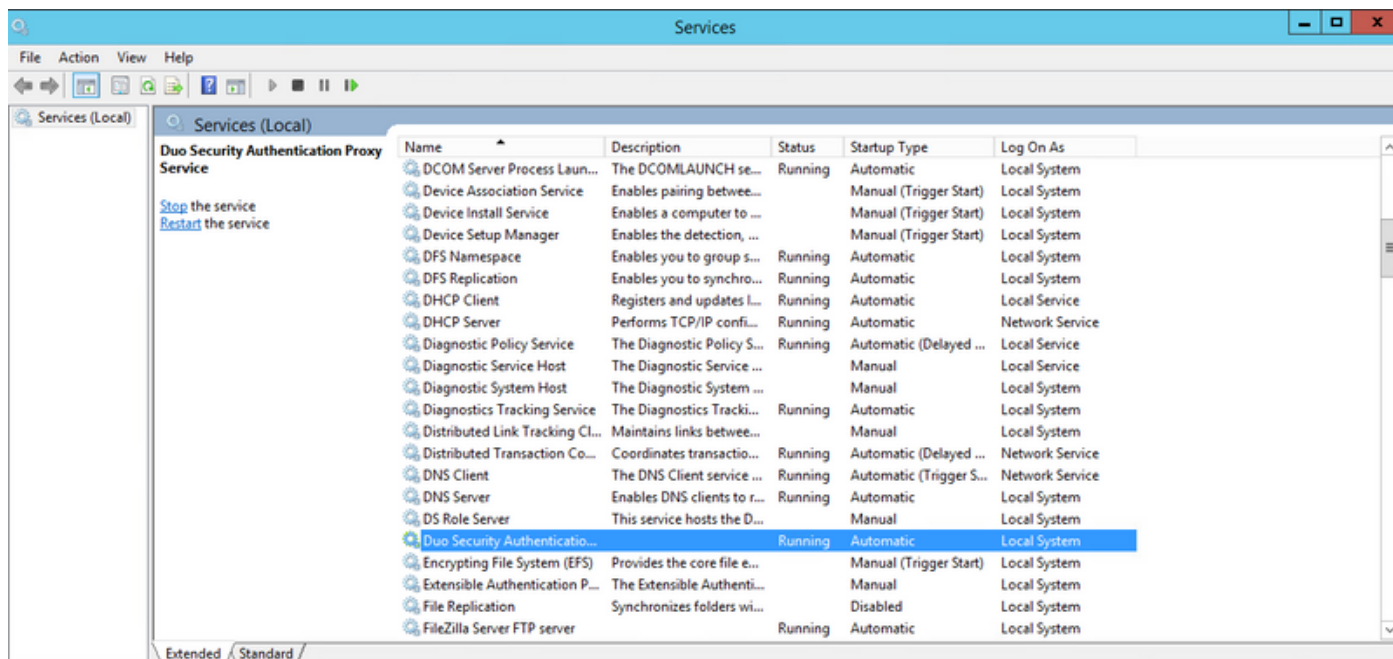 Services
File Action View Help
Services (Local)
Services (Local)
Duo Security Authentication Proxy
Service
Stop the service
Restart the service
Name Description Status Startup Type Log On As
DCOM Server Process Laun... The DCOMLAUNCH se... Running Automatic Local System
Device Association Service Enables pairing betwee... Manual (Trigger Start) Local System
Device Install Service Enables a computer to ... Manual (Trigger Start) Local System
Device Setup Manager Enables the detection, ... Manual (Trigger Start) Local System
DFS Namespace Enables you to group s... Running Automatic Local System
DFS Replication Enables you to synchro... Running Automatic Local System
DHCP Client Registers and updates I... Running Automatic Local Service
DHCP Server Performs TCP/IP confi... Running Automatic Network Service
Diagnostic Policy Service The Diagnostic Policy S... Running Automatic (Delayed ... Local Service
Diagnostic Service Host The Diagnostic Service ... Manual Local Service
Diagnostic System Host The Diagnostic System ... Manual Local System
Diagnostics Tracking Service The Diagnostics Tracki... Running Automatic Local System
Distributed Link Tracking Cl... Maintains links betwee... Manual Local System
Distributed Transaction Co... Coordinates transactio... Running Automatic (Delayed ... Network Service
DNS Client The DNS Client service ... Running Automatic (Trigger S... Network Service
DNS Server Enables DNS clients to r... Running Automatic Local System
DS Role Server This service hosts the D... Manual Local System
Duo Security Authenticatio... Running Automatic Local System
Encrypting File System (EFS) Provides the core file e... Manual (Trigger Start) Local System
Extensible Authentication P... The Extensible Authenti... Manual Local System
File Replication Synchronizes folders wi... Disabled Local System
FileZilla Server FTP server Running Automatic Local System
Extended Standard